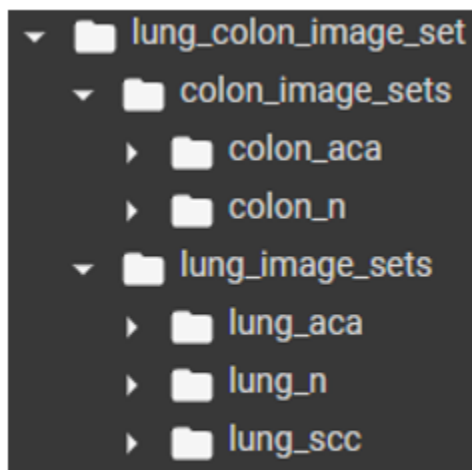 lung_colon_image_set
colon_image_sets
colon_aca
colon_n
lung_image_sets
lung_aca
lung_n
lung_scc